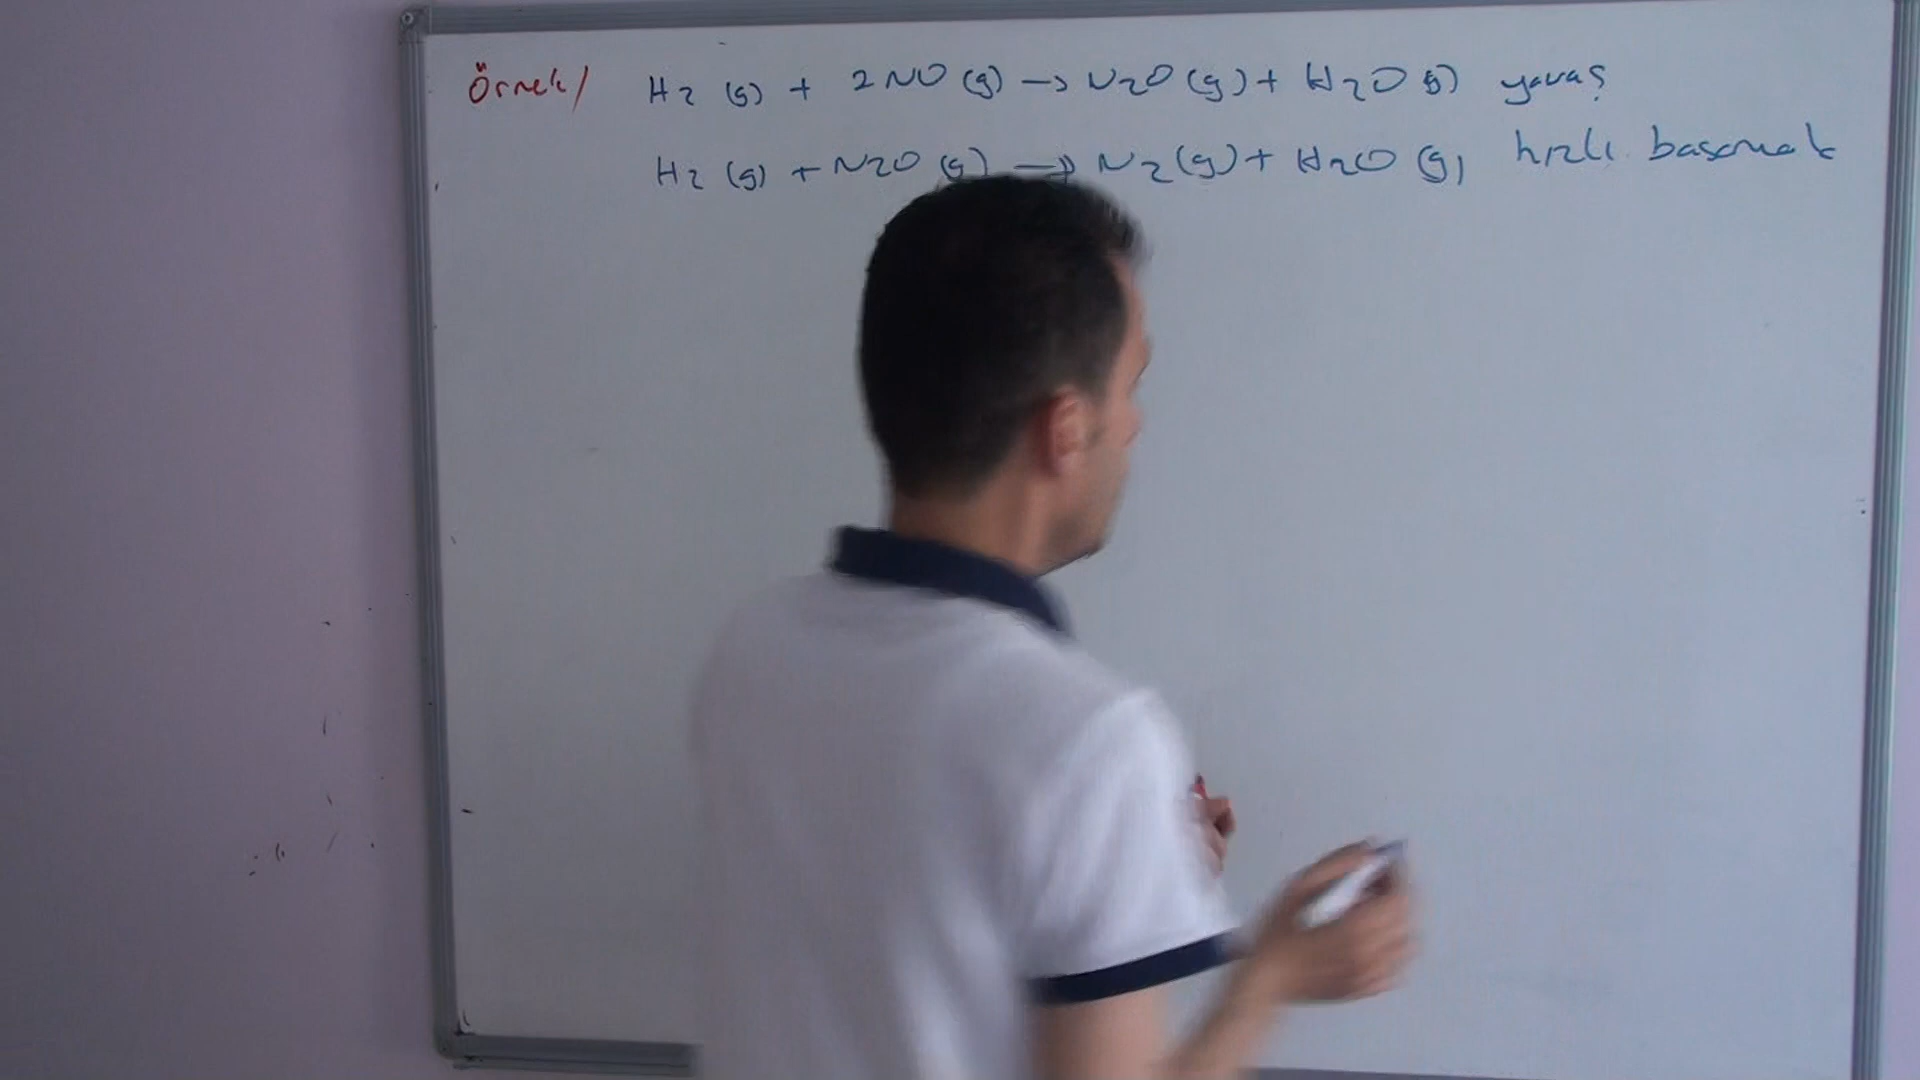 Örnek/ H2 (g) + 2NO (g) → N2O (g) + H2O (g) yavaş
H2 (g) + N2O (g) → N2 (g) + H2O (g) hızlı basamak